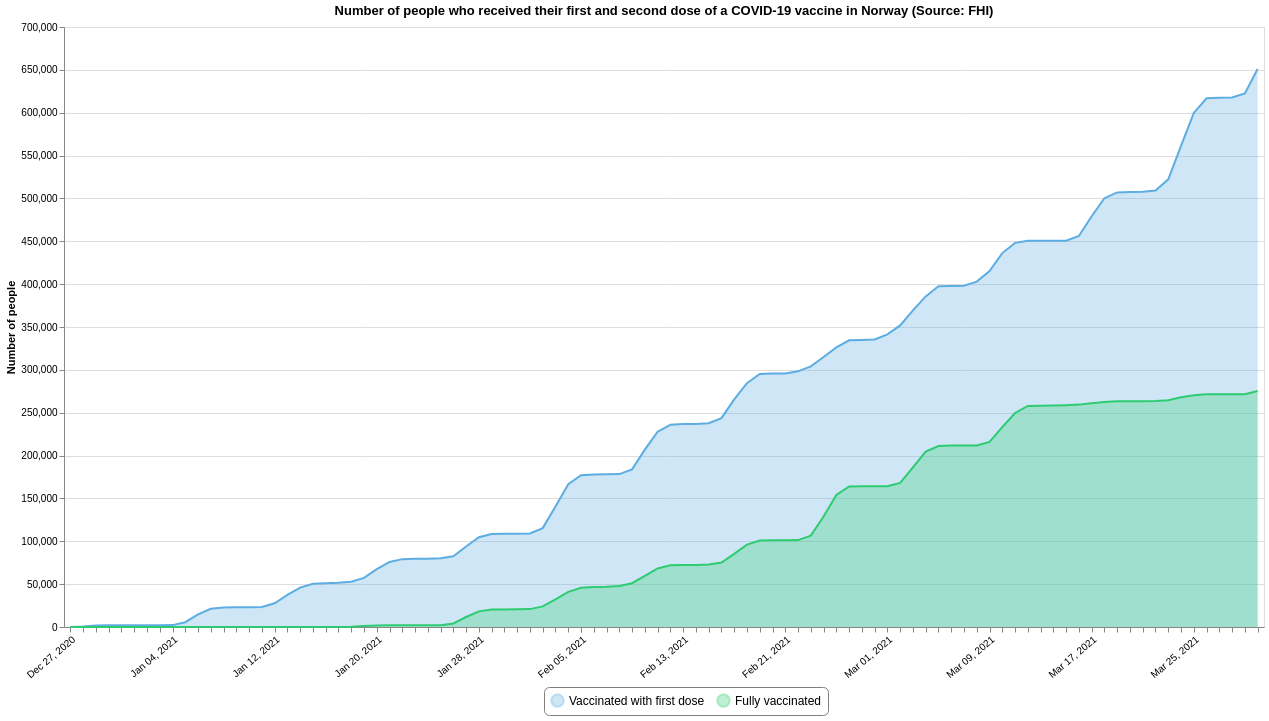 Number of people who received their first and second dose of a COVID-19 vaccine in Norway (Source: FHI)
Number of people
700,000
650,000
600,000
550,000
500,000
450,000
400,000
350,000
300,000
250,000
200,000
150,000
100,000
50,000
0
Dec 27, 2020
Jan 04, 2021
Jan 12, 2021
Jan 20, 2021
Jan 28, 2021
Feb 05, 2021
Feb 13, 2021
Feb 21, 2021
Mar 01, 2021
Mar 09, 2021
Mar 17, 2021
Mar 25, 2021
Vaccinated with first dose
Fully vaccinated